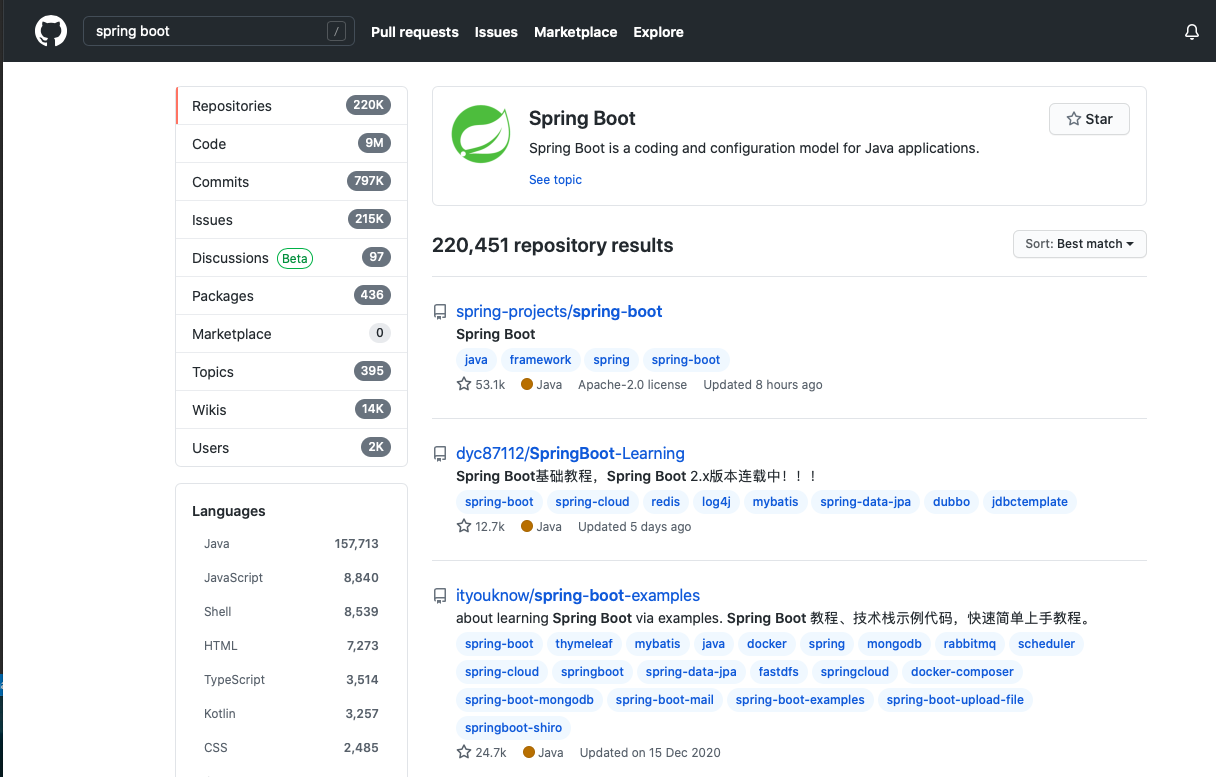 spring boot /
Pull requests Issues Marketplace Explore
Repositories 220K
Code 9M
Commits 797K
Issues 215K
Discussions Beta 97
Packages 436
Marketplace 0
Topics 395
Wikis 14K
Users 2K
Languages
Java 157,713
JavaScript 8,840
Shell 8,539
HTML 7,273
TypeScript 3,514
Kotlin 3,257
CSS 2,485
Spring Boot
Star
Spring Boot is a coding and configuration model for Java applications.
See topic
220,451 repository results
Sort: Best match
spring-projects/spring-boot
Spring Boot
java framework spring spring-boot
53.1k Java Apache-2.0 license Updated 8 hours ago
dyc87112/SpringBoot-Learning
Spring Boot基础教程，Spring Boot 2.x版本连载中！！！
spring-boot spring-cloud redis log4j mybatis spring-data-jpa dubbo jdbctemplate
12.7k Java Updated 5 days ago
ityouknow/spring-boot-examples
about learning Spring Boot via examples. Spring Boot 教程、技术栈示例代码，快速简单上手教程。
spring-boot thymeleaf mybatis java docker spring mongodb rabbitmq scheduler
spring-cloud springboot spring-data-jpa fastdfs springcloud docker-composer
spring-boot-mongodb spring-boot-mail spring-boot-examples spring-boot-upload-file
springboot-shiro
24.7k Java Updated on 15 Dec 2020